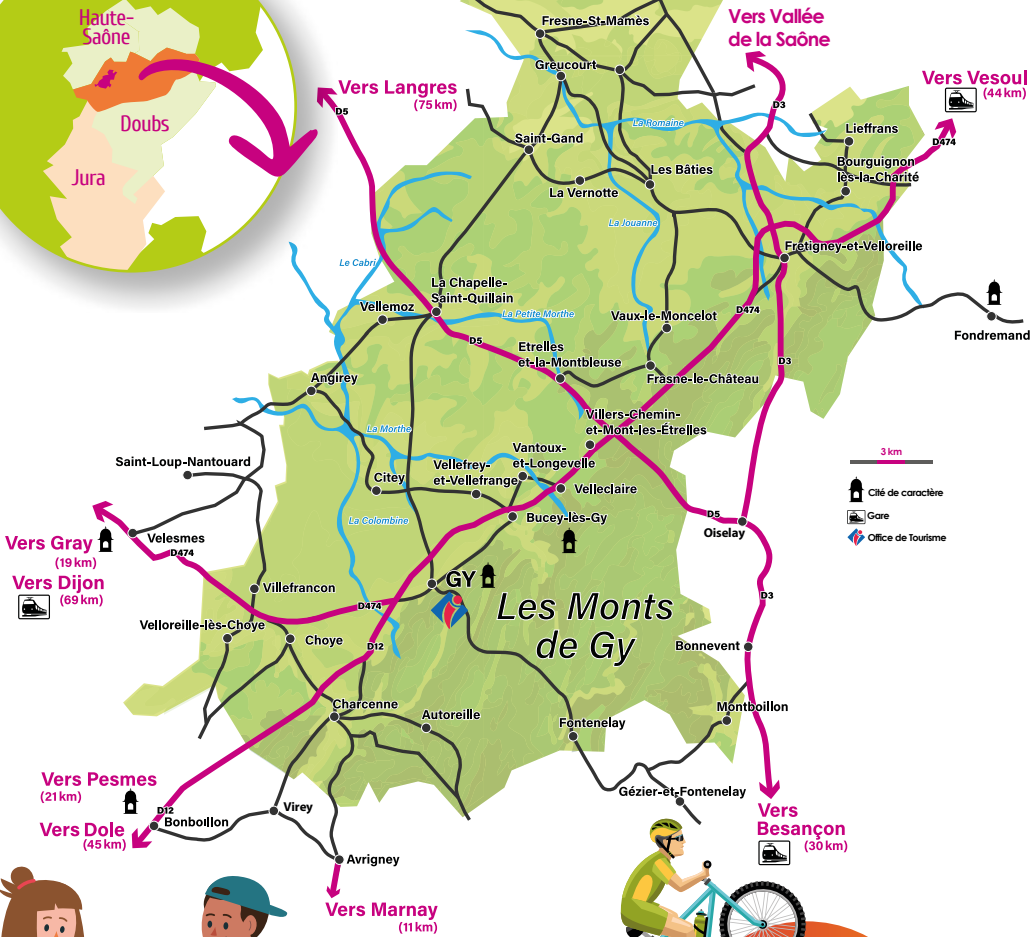 Haute-
Saône
Doubs
Jura
Fresne-St-Mamès
Vers Vallée
de la Saône
Greucourt
Vers Langres
(75 km)
D5
D3
Vers Vesoul
(44 km)
D474
La Romaine
Lieffrans
Saint-Gand
Les Bâties
Bourguignon
lès-la-Charité
La Vernotte
La Jouanne
Frétigney-et-Velloreille
Le Cabri
La Chapelle-
Saint-Quillain
Vellemoz
La Petite Morthe
Vaux-le-Moncelot
D474
Fondremand
D5
Etrelles
et-la-Montbleuse
D3
Angirey
Frasne-le-Château
La Morthe
Villers-Chemin-
et-Mont-les-Étrelles
Saint-Loup-Nantouard
Vantoux-
et-Longevelle
Vellefrey-
et-Vellefrange
Citey
Velleclaire
3 km
Cité de caractère
Gare
Office de Tourisme
La Colombine
Bucey-lès-Gy
D5
Oiselay
Vers Gray
(19 km)
Velesmes
D474
Vers Dijon
(69 km)
Villefrancon
GY
D474
Les Monts
de Gy
D3
Velloreille-lès-Choye
Choye
D12
Bonnevent
Charcenne
Autoreille
Fontenelay
Montboillon
Vers Pesmes
(21 km)
D12
Bonboillon
Virey
Gézier-et-Fontenelay
Vers Dole
(45 km)
Vers
Besançon
(30 km)
Avrigney
Vers Marnay
(11 km)